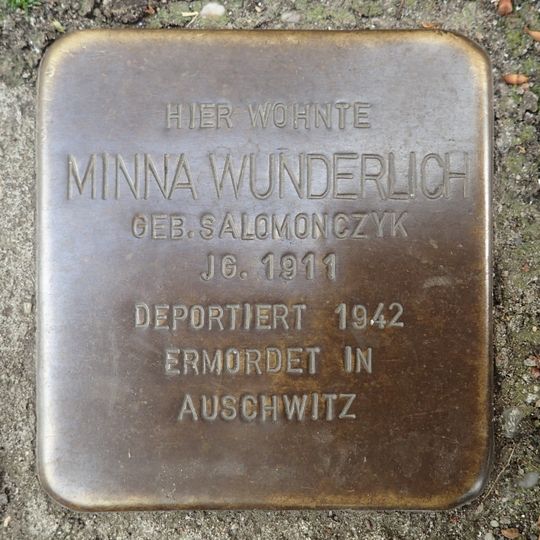 HIER WOHNTE
MINNA WUNDERLICH
GEB. SALOMONCZYK
JG. 1911
DEPORTIERT 1942
ERMORDET IN
AUSCHWITZ